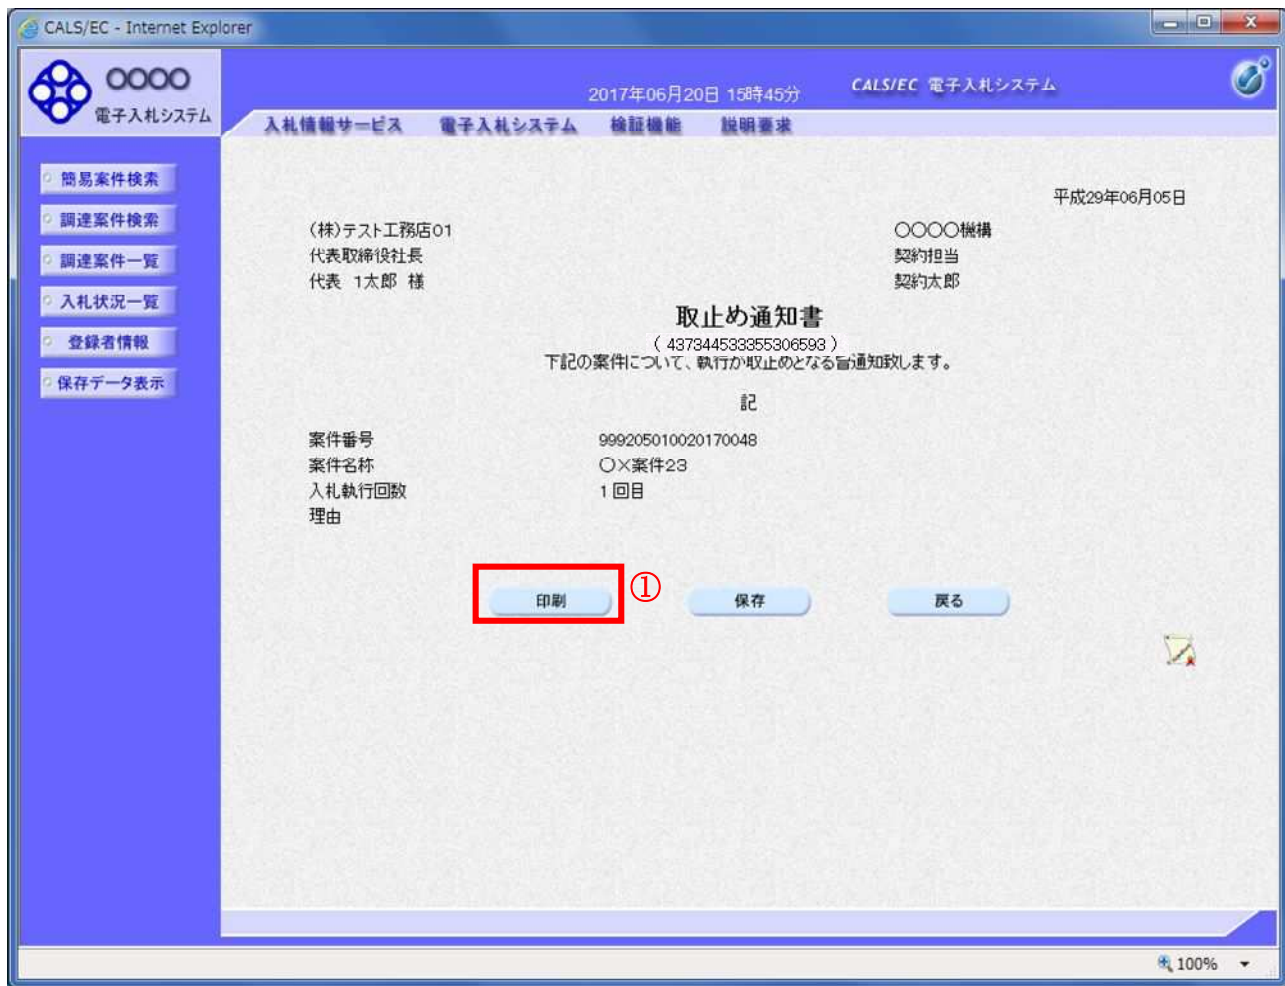 CALS/EC - Internet Explorer
〇〇〇〇
電子入札システム
2017年06月20日 15時45分
CALS/EC 電子入札システム
入札情報サービス 電子入札システム 検証機能 説明要求
簡易案件検索
調達案件検索
調達案件一覧
入札状況一覧
登録者情報
保存データ表示
平成29年06月05日
(株)テスト工務店01
代表取締役社長
代表 1太郎 様
〇〇〇〇機構
契約担当
契約太郎
取止め通知書
( 437344533355306593 )
下記の案件について、執行が取止めとなる旨通知致します。
記
案件番号 999205010020170048
案件名称 〇×案件23
入札執行回数 1回目
理由
印刷 ① 保存 戻る
100%